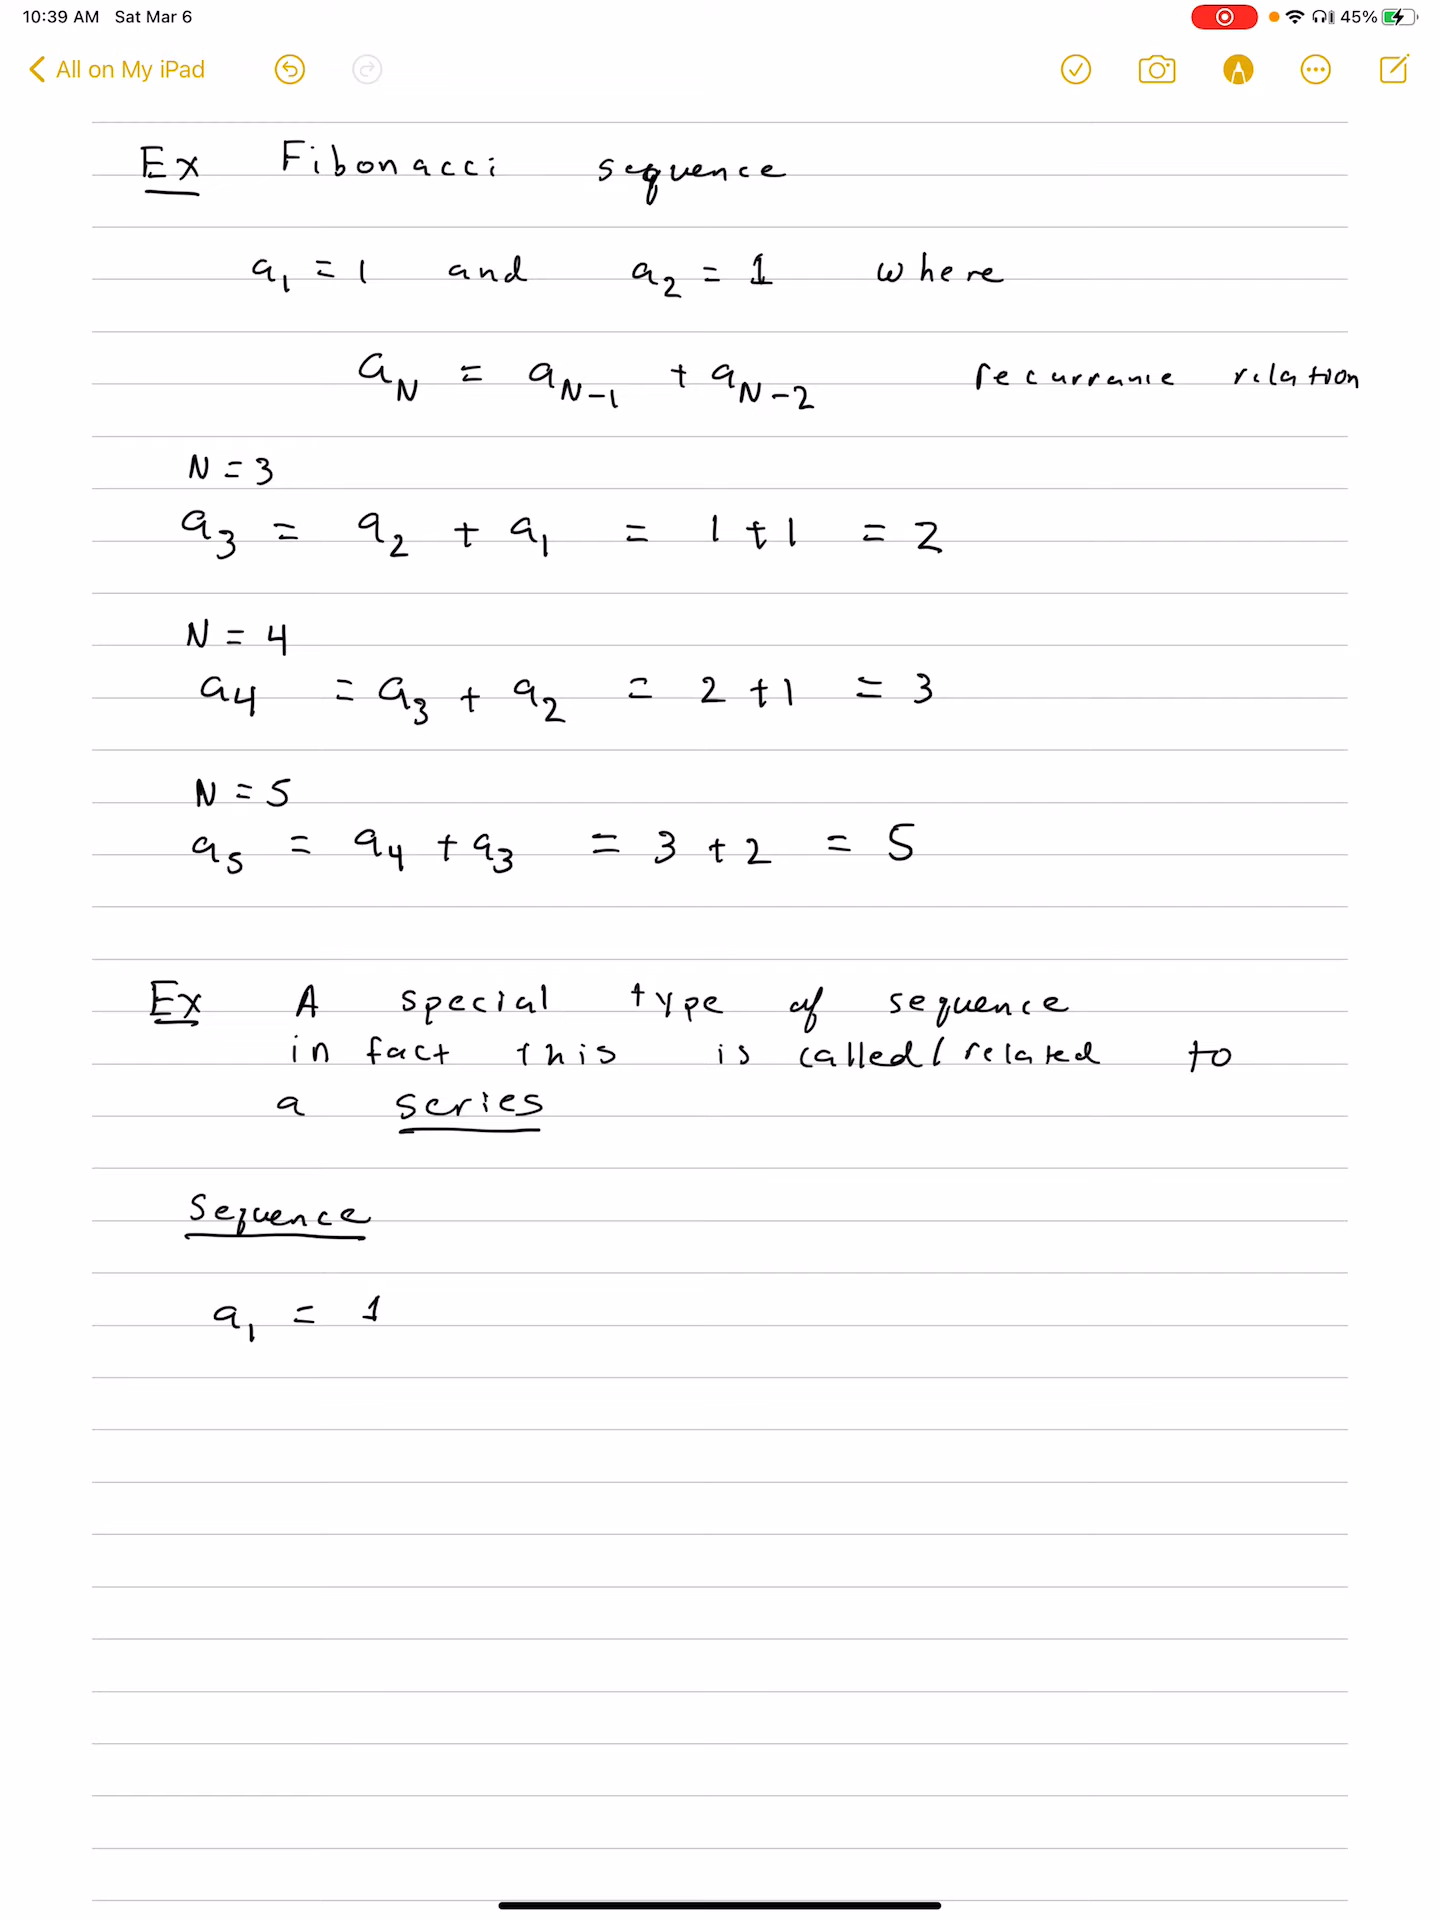 10:39 AM Sat Mar 6 45%
All on My iPad
Ex Fibonacci sequence
a₁ = 1 and a₂ = 1 where
a_N = a_N-1 + a_N-2 recurrance relation
N = 3
a₃ = a₂ + a₁ = 1 + 1 = 2
N = 4
a₄ = a₃ + a₂ = 2 + 1 = 3
N = 5
a₅ = a₄ + a₃ = 3 + 2 = 5
Ex A special type of sequence
in fact this is called/related to
a series
Sequence
a₁ = 1